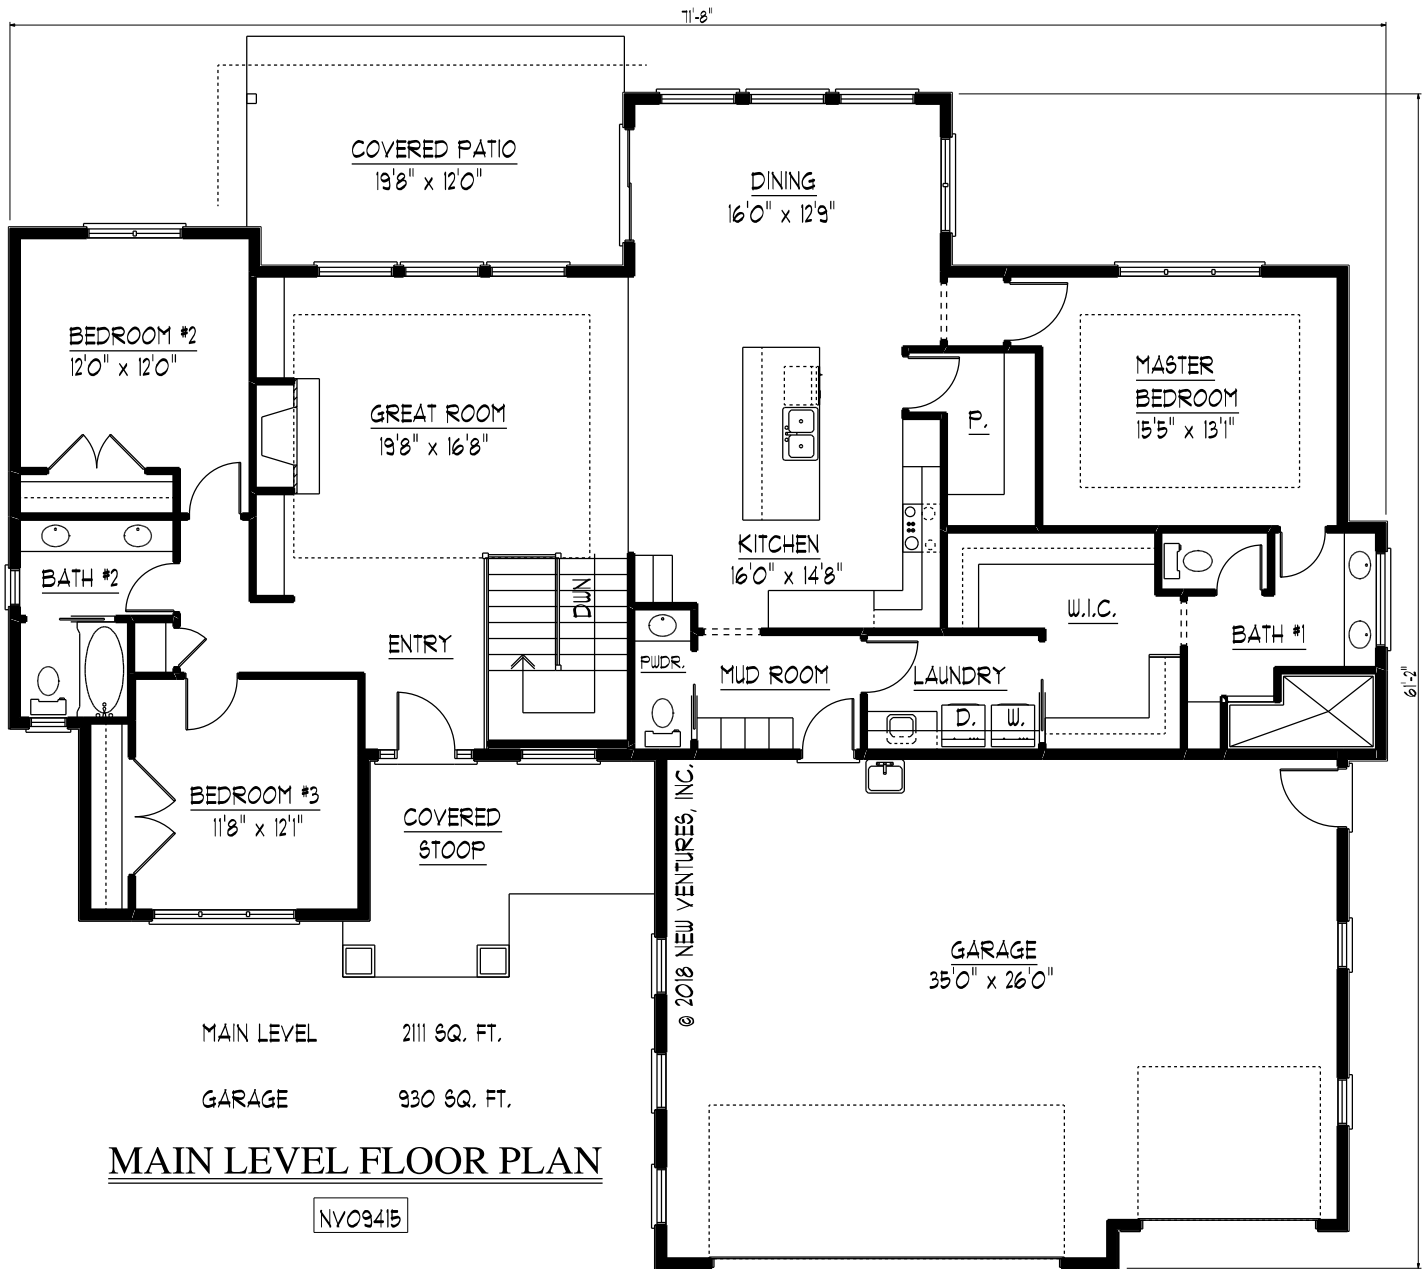 71'-8"
COVERED PATIO
19'8" x 12'0"
DINING
16'0" x 12'9"
BEDROOM #2
12'0" x 12'0"
GREAT ROOM
19'8" x 16'8"
MASTER
BEDROOM
15'5" x 13'1"
P.
KITCHEN
16'0" x 14'8"
BATH #2
DWN
ENTRY
W.I.C.
BATH #1
PWDR.
MUD ROOM
LAUNDRY
D.
W.
61'-2"
BEDROOM #3
11'8" x 12'1"
COVERED
STOOP
© 2018 NEW VENTURES, INC.
GARAGE
35'0" x 26'0"
MAIN LEVEL 2111 SQ. FT.
GARAGE 930 SQ. FT.
MAIN LEVEL FLOOR PLAN
NV09415